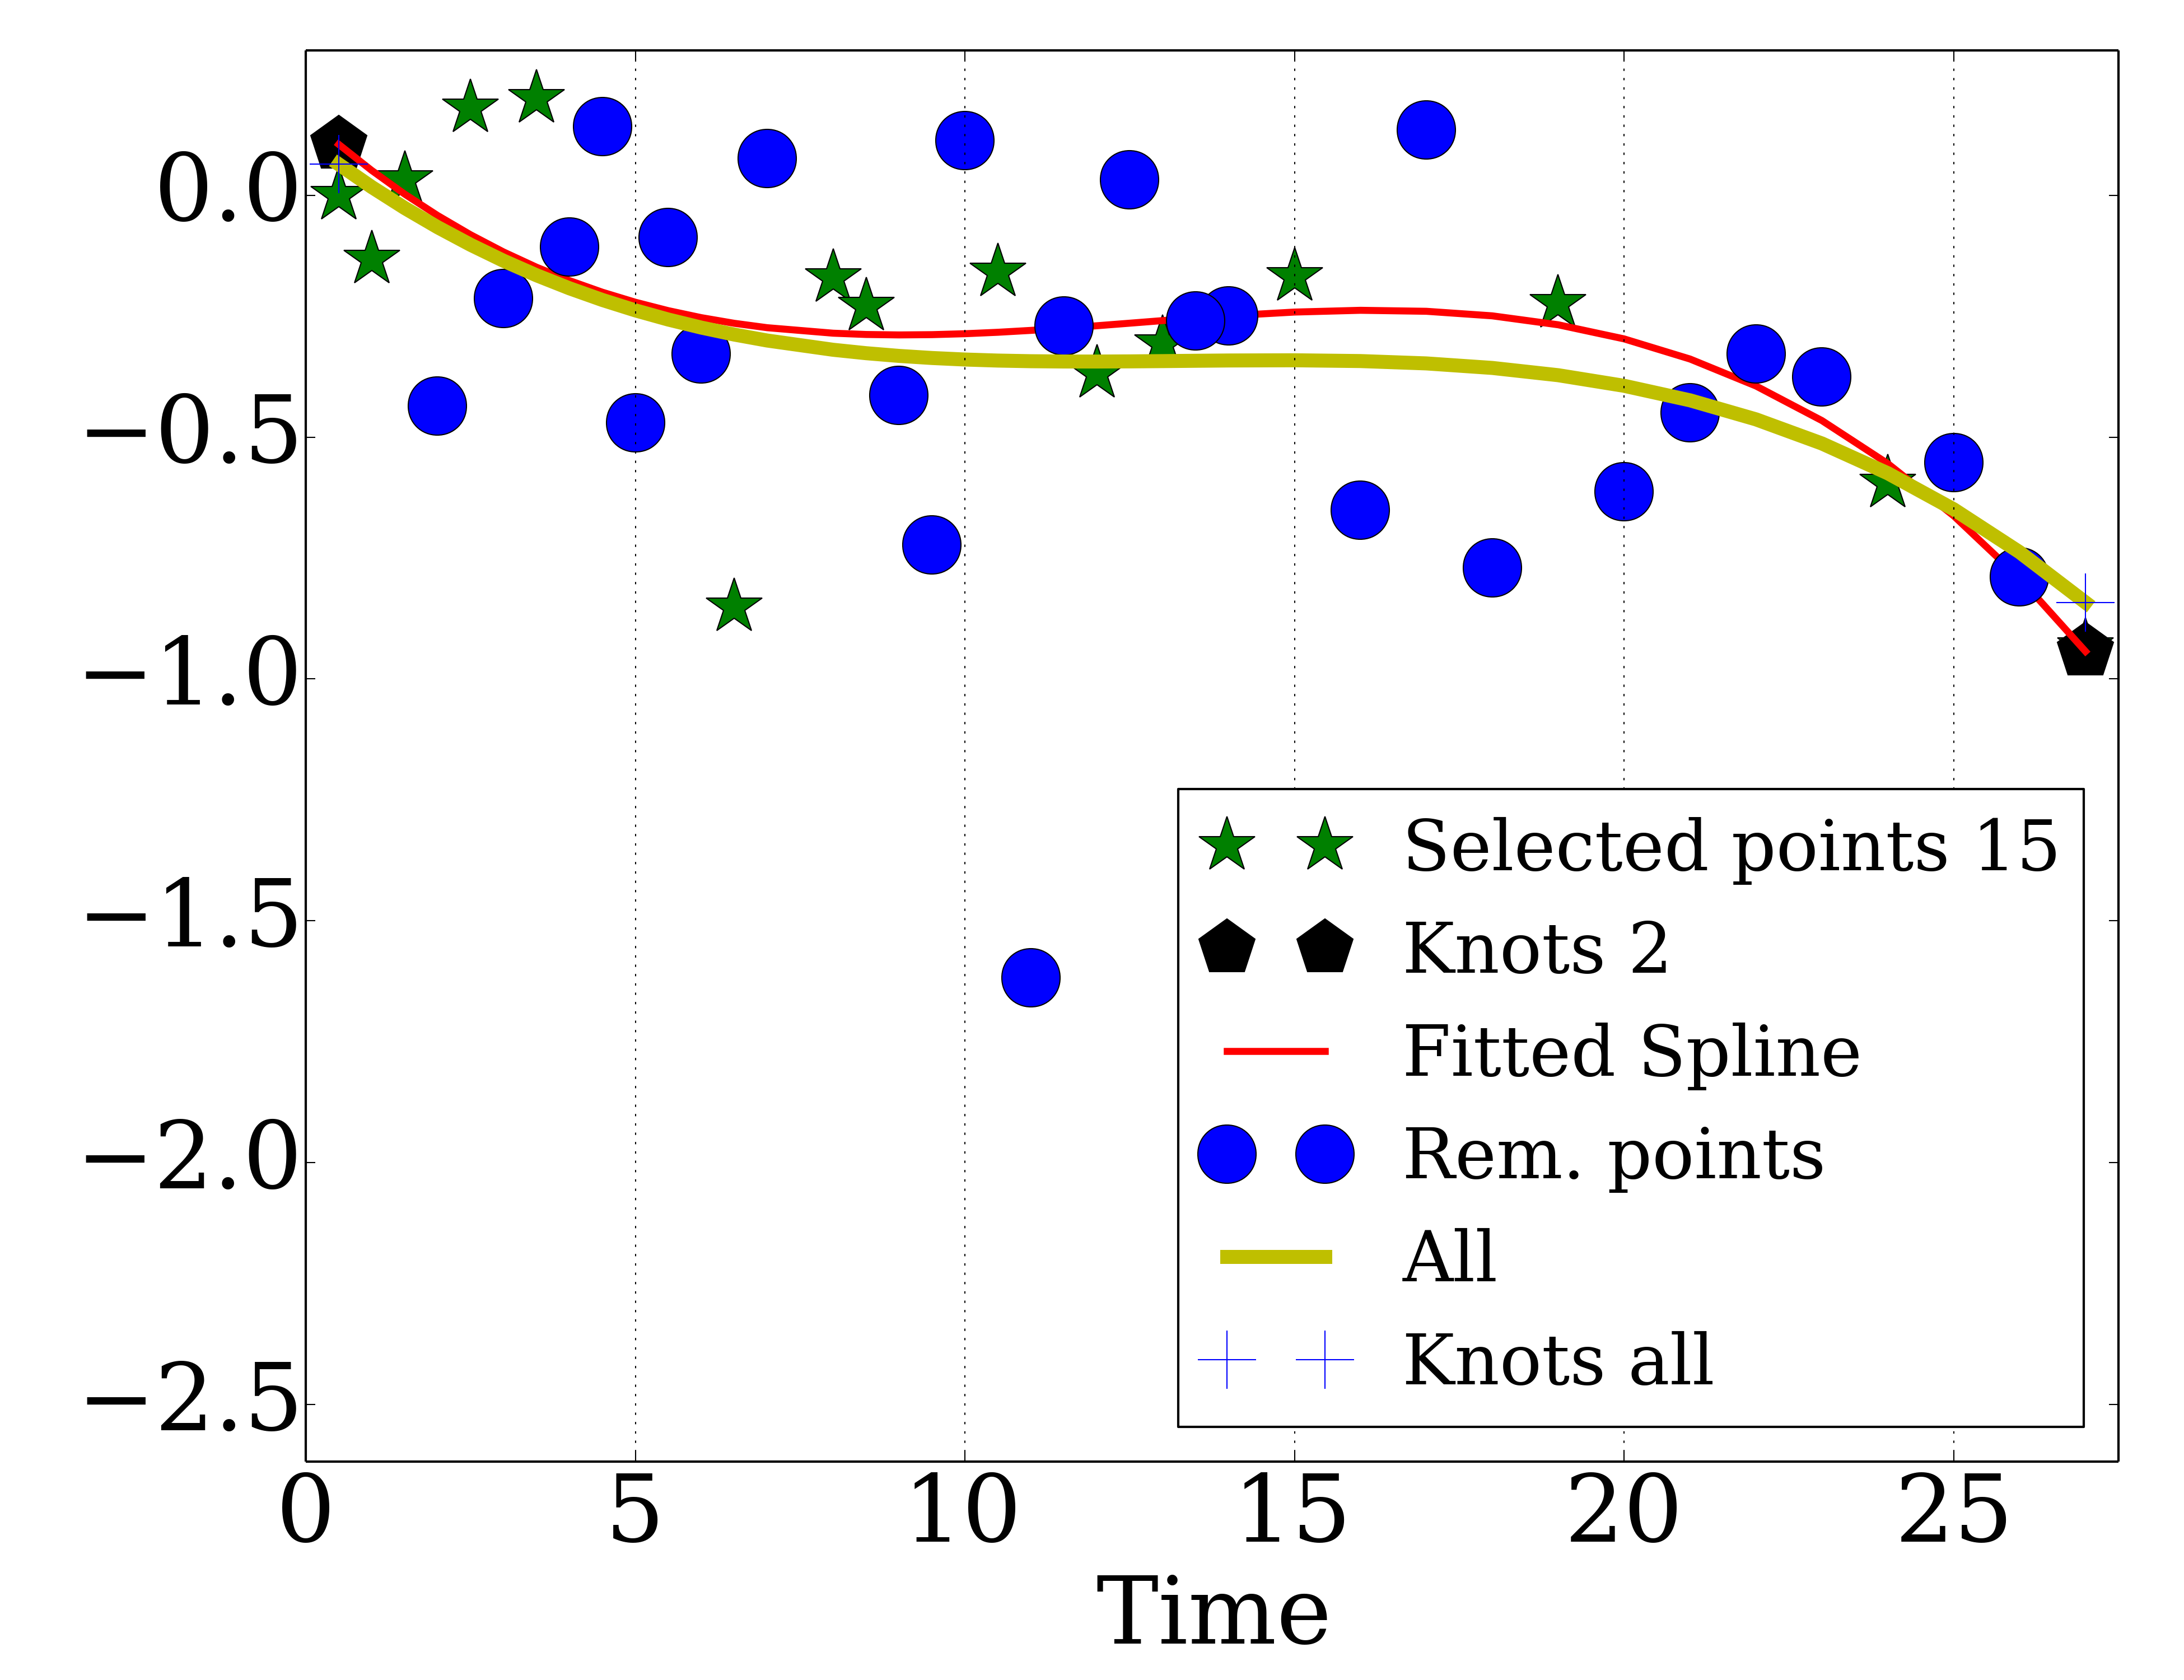 0.0
−0.5
−1.0
−1.5
−2.0
−2.5
Selected points 15
Knots 2
Fitted Spline
Rem. points
All
Knots all
0 5 10 15 20 25
Time